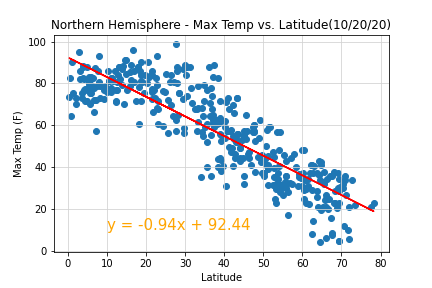 Northern Hemisphere - Max Temp vs. Latitude(10/20/20)
100
80
60
40
20
0
Max Temp (F)
y = -0.94x + 92.44
0 10 20 30 40 50 60 70 80
Latitude